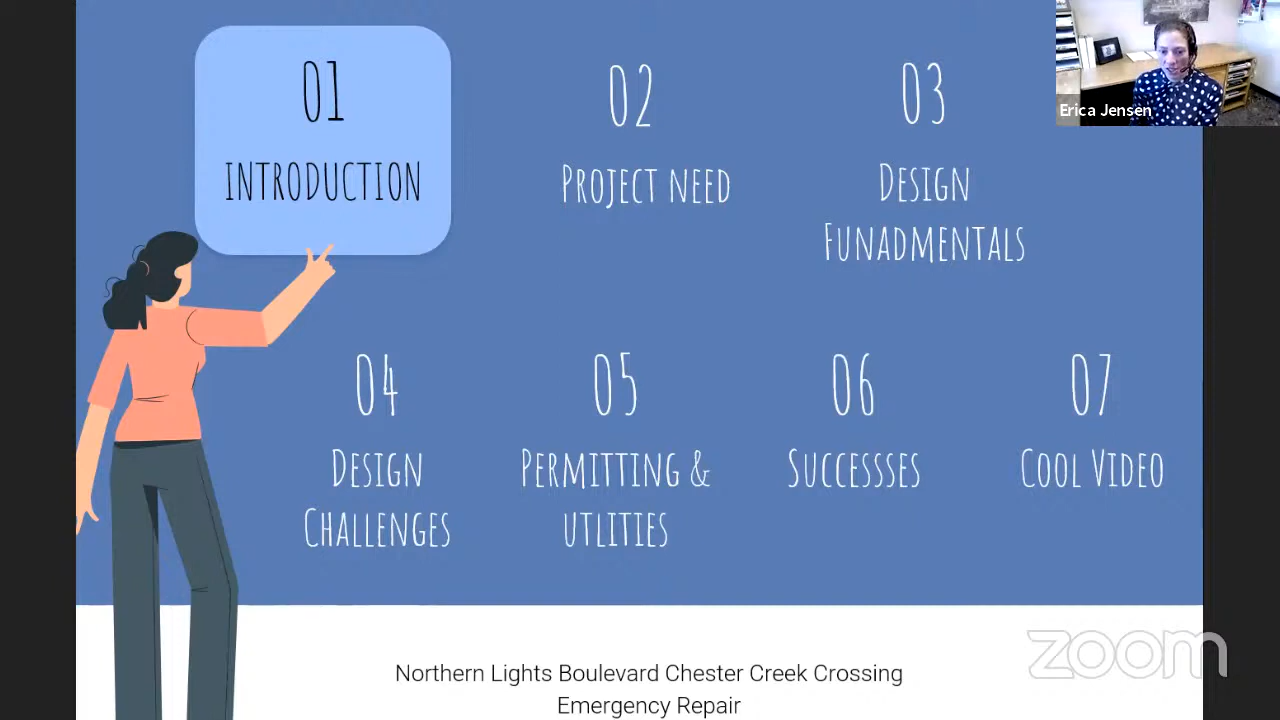 01
INTRODUCTION
02
PROJECT NEED
03
DESIGN
FUNADMENTALS
Erica Jensen
04
DESIGN
CHALLENGES
05
PERMITTING &
UTLITIES
06
SUCCESSSES
07
COOL VIDEO
Northern Lights Boulevard Chester Creek Crossing
Emergency Repair
zoom